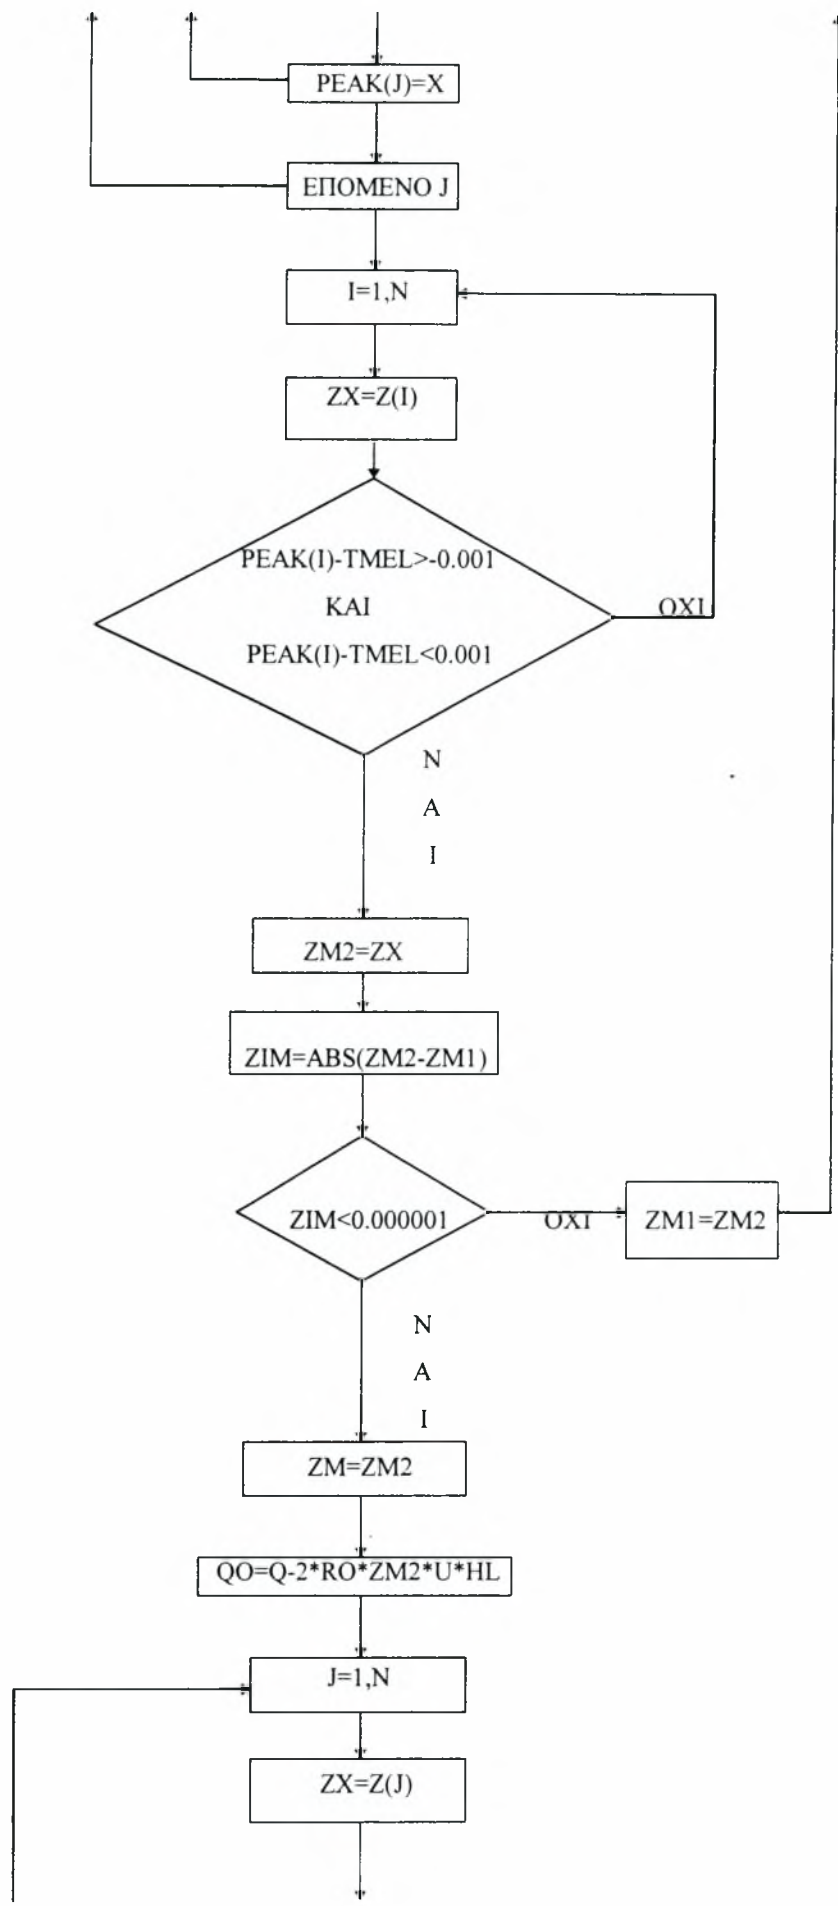 PEAK(J)=X
ΕΠΟΜΕΝΟ J
I=1,N
ZX=Z(I)
PEAK(I)-TMEL>-0.001
ΚΑΙ
PEAK(I)-TMEL<0.001
ΟΧΙ
Ν
Α
Ι
ZM2=ZX
ZIM=ABS(ZM2-ZM1)
ZIM<0.000001
ΟΧΙ
ZM1=ZM2
Ν
Α
Ι
ZM=ZM2
QO=Q-2*RO*ZM2*U*HL
J=1,N
ZX=Z(J)